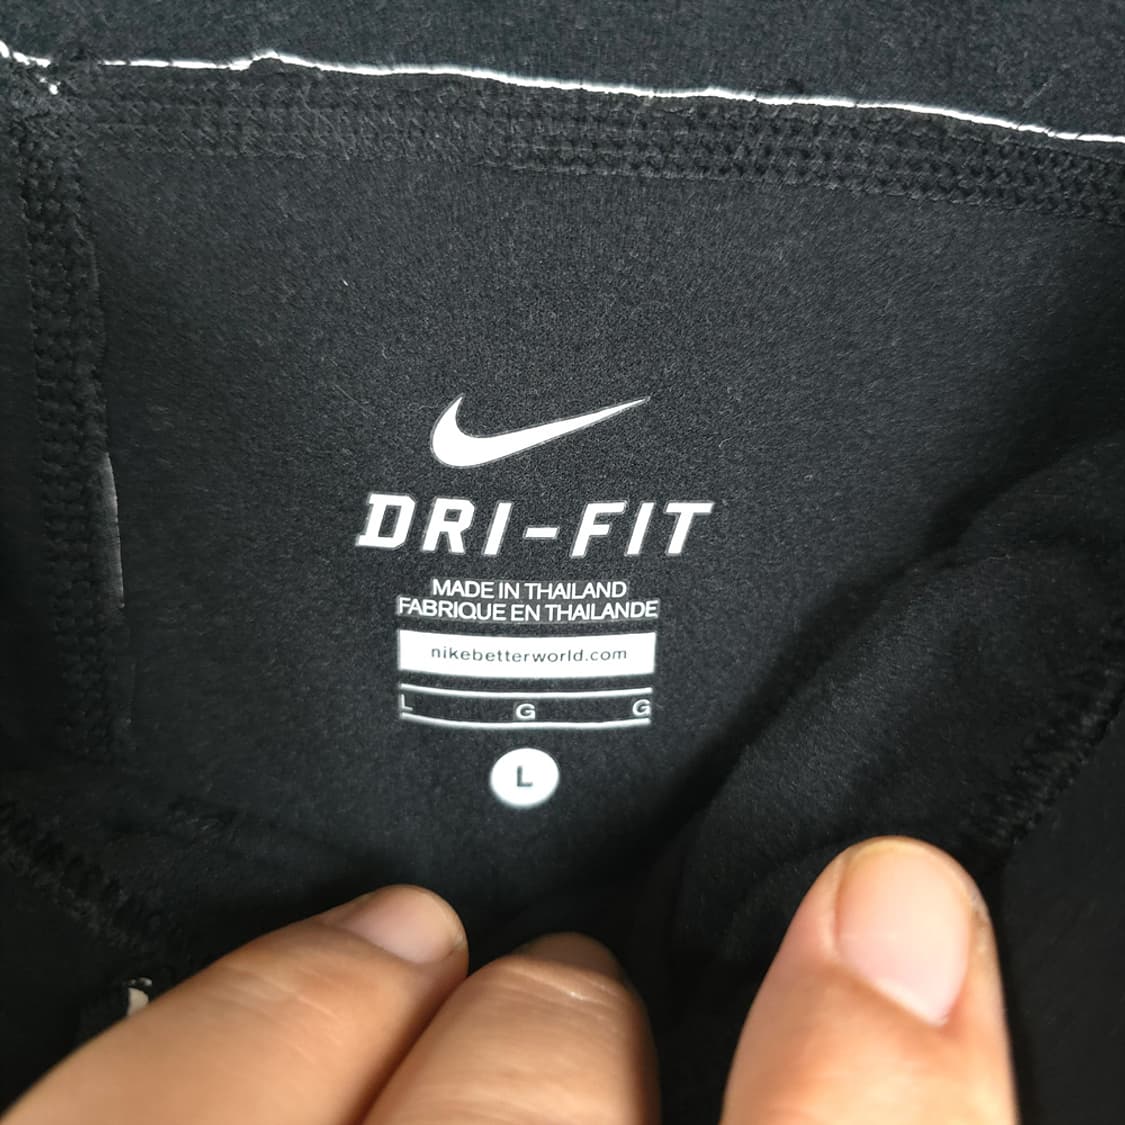 DRI-FIT
MADE IN THAILAND
FABRIQUE EN THAILANDE
nikebetterworld.com
L G G
L